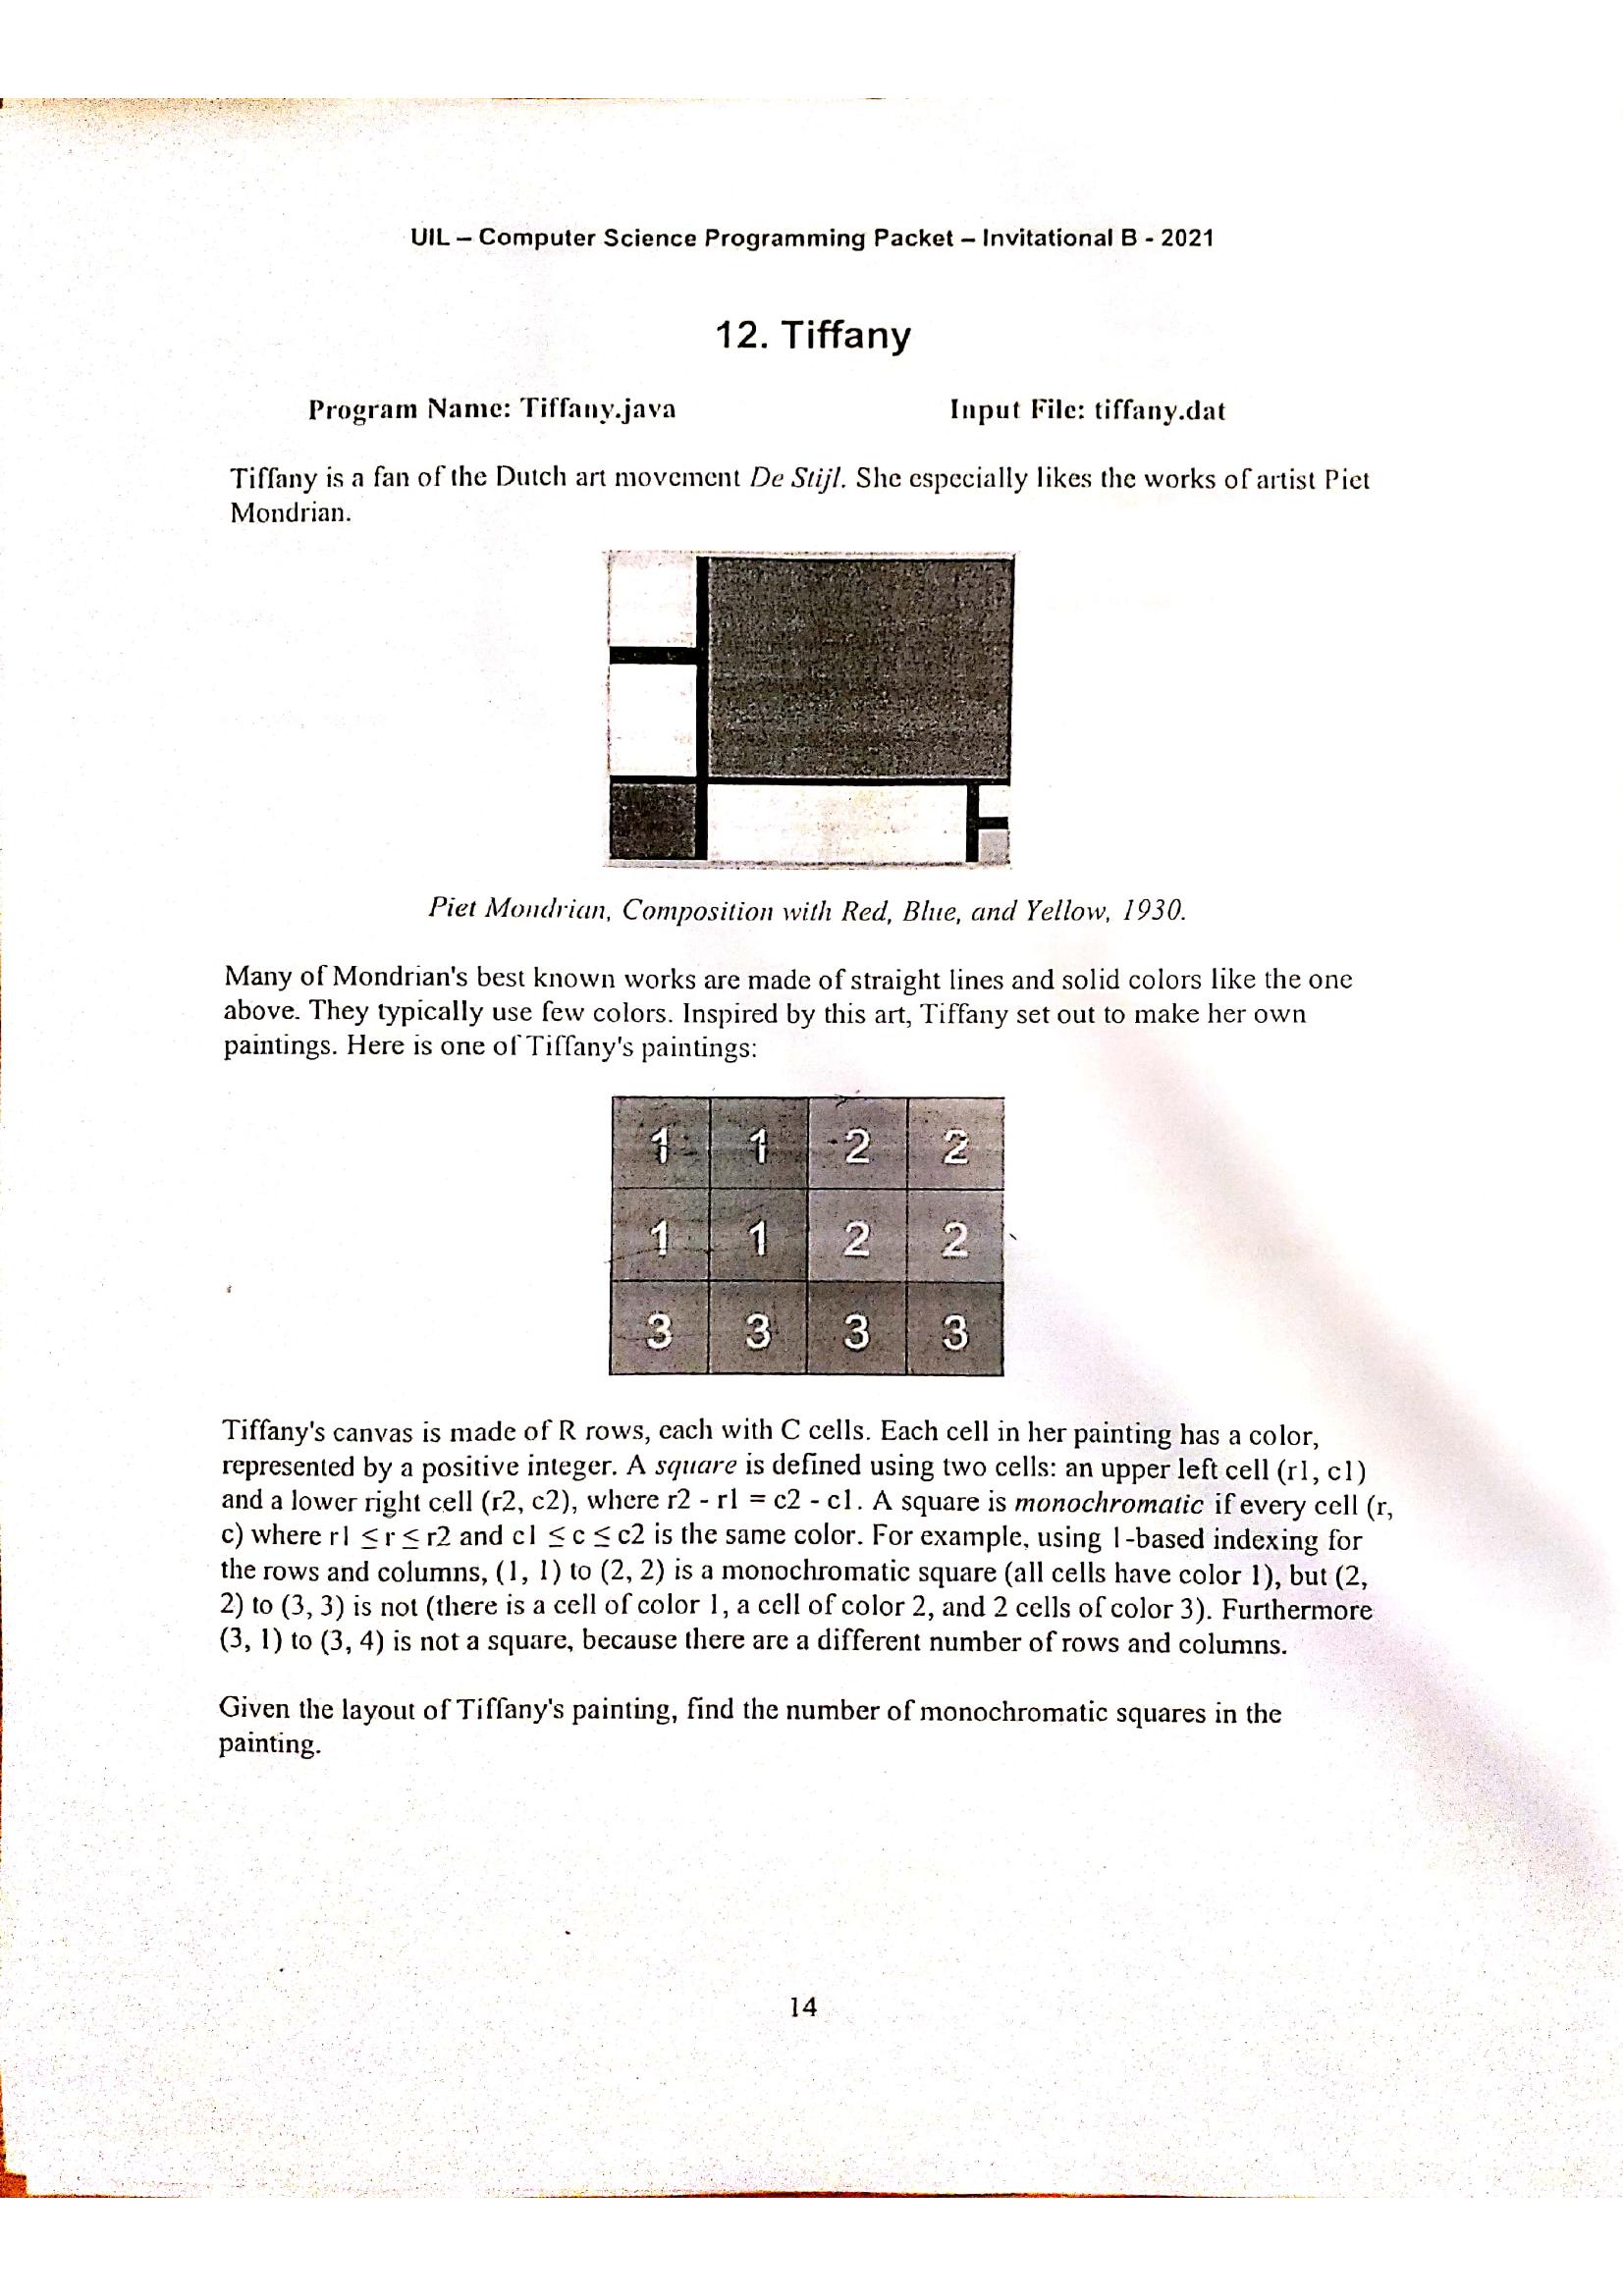 UIL – Computer Science Programming Packet – Invitational B - 2021
12. Tiffany
Program Name: Tiffany.java Input File: tiffany.dat
Tiffany is a fan of the Dutch art movement De Stijl. She especially likes the works of artist Piet
Mondrian.
Piet Mondrian, Composition with Red, Blue, and Yellow, 1930.
Many of Mondrian's best known works are made of straight lines and solid colors like the one
above. They typically use few colors. Inspired by this art, Tiffany set out to make her own
paintings. Here is one of Tiffany's paintings:
1 1 2 2
1 1 2 2
3 3 3 3
Tiffany's canvas is made of R rows, each with C cells. Each cell in her painting has a color,
represented by a positive integer. A square is defined using two cells: an upper left cell (r1, c1)
and a lower right cell (r2, c2), where r2 - r1 = c2 - c1. A square is monochromatic if every cell (r,
c) where r1 ≤ r ≤ r2 and c1 ≤ c ≤ c2 is the same color. For example, using 1-based indexing for
the rows and columns, (1, 1) to (2, 2) is a monochromatic square (all cells have color 1), but (2,
2) to (3, 3) is not (there is a cell of color 1, a cell of color 2, and 2 cells of color 3). Furthermore
(3, 1) to (3, 4) is not a square, because there are a different number of rows and columns.
Given the layout of Tiffany's painting, find the number of monochromatic squares in the
painting.
14